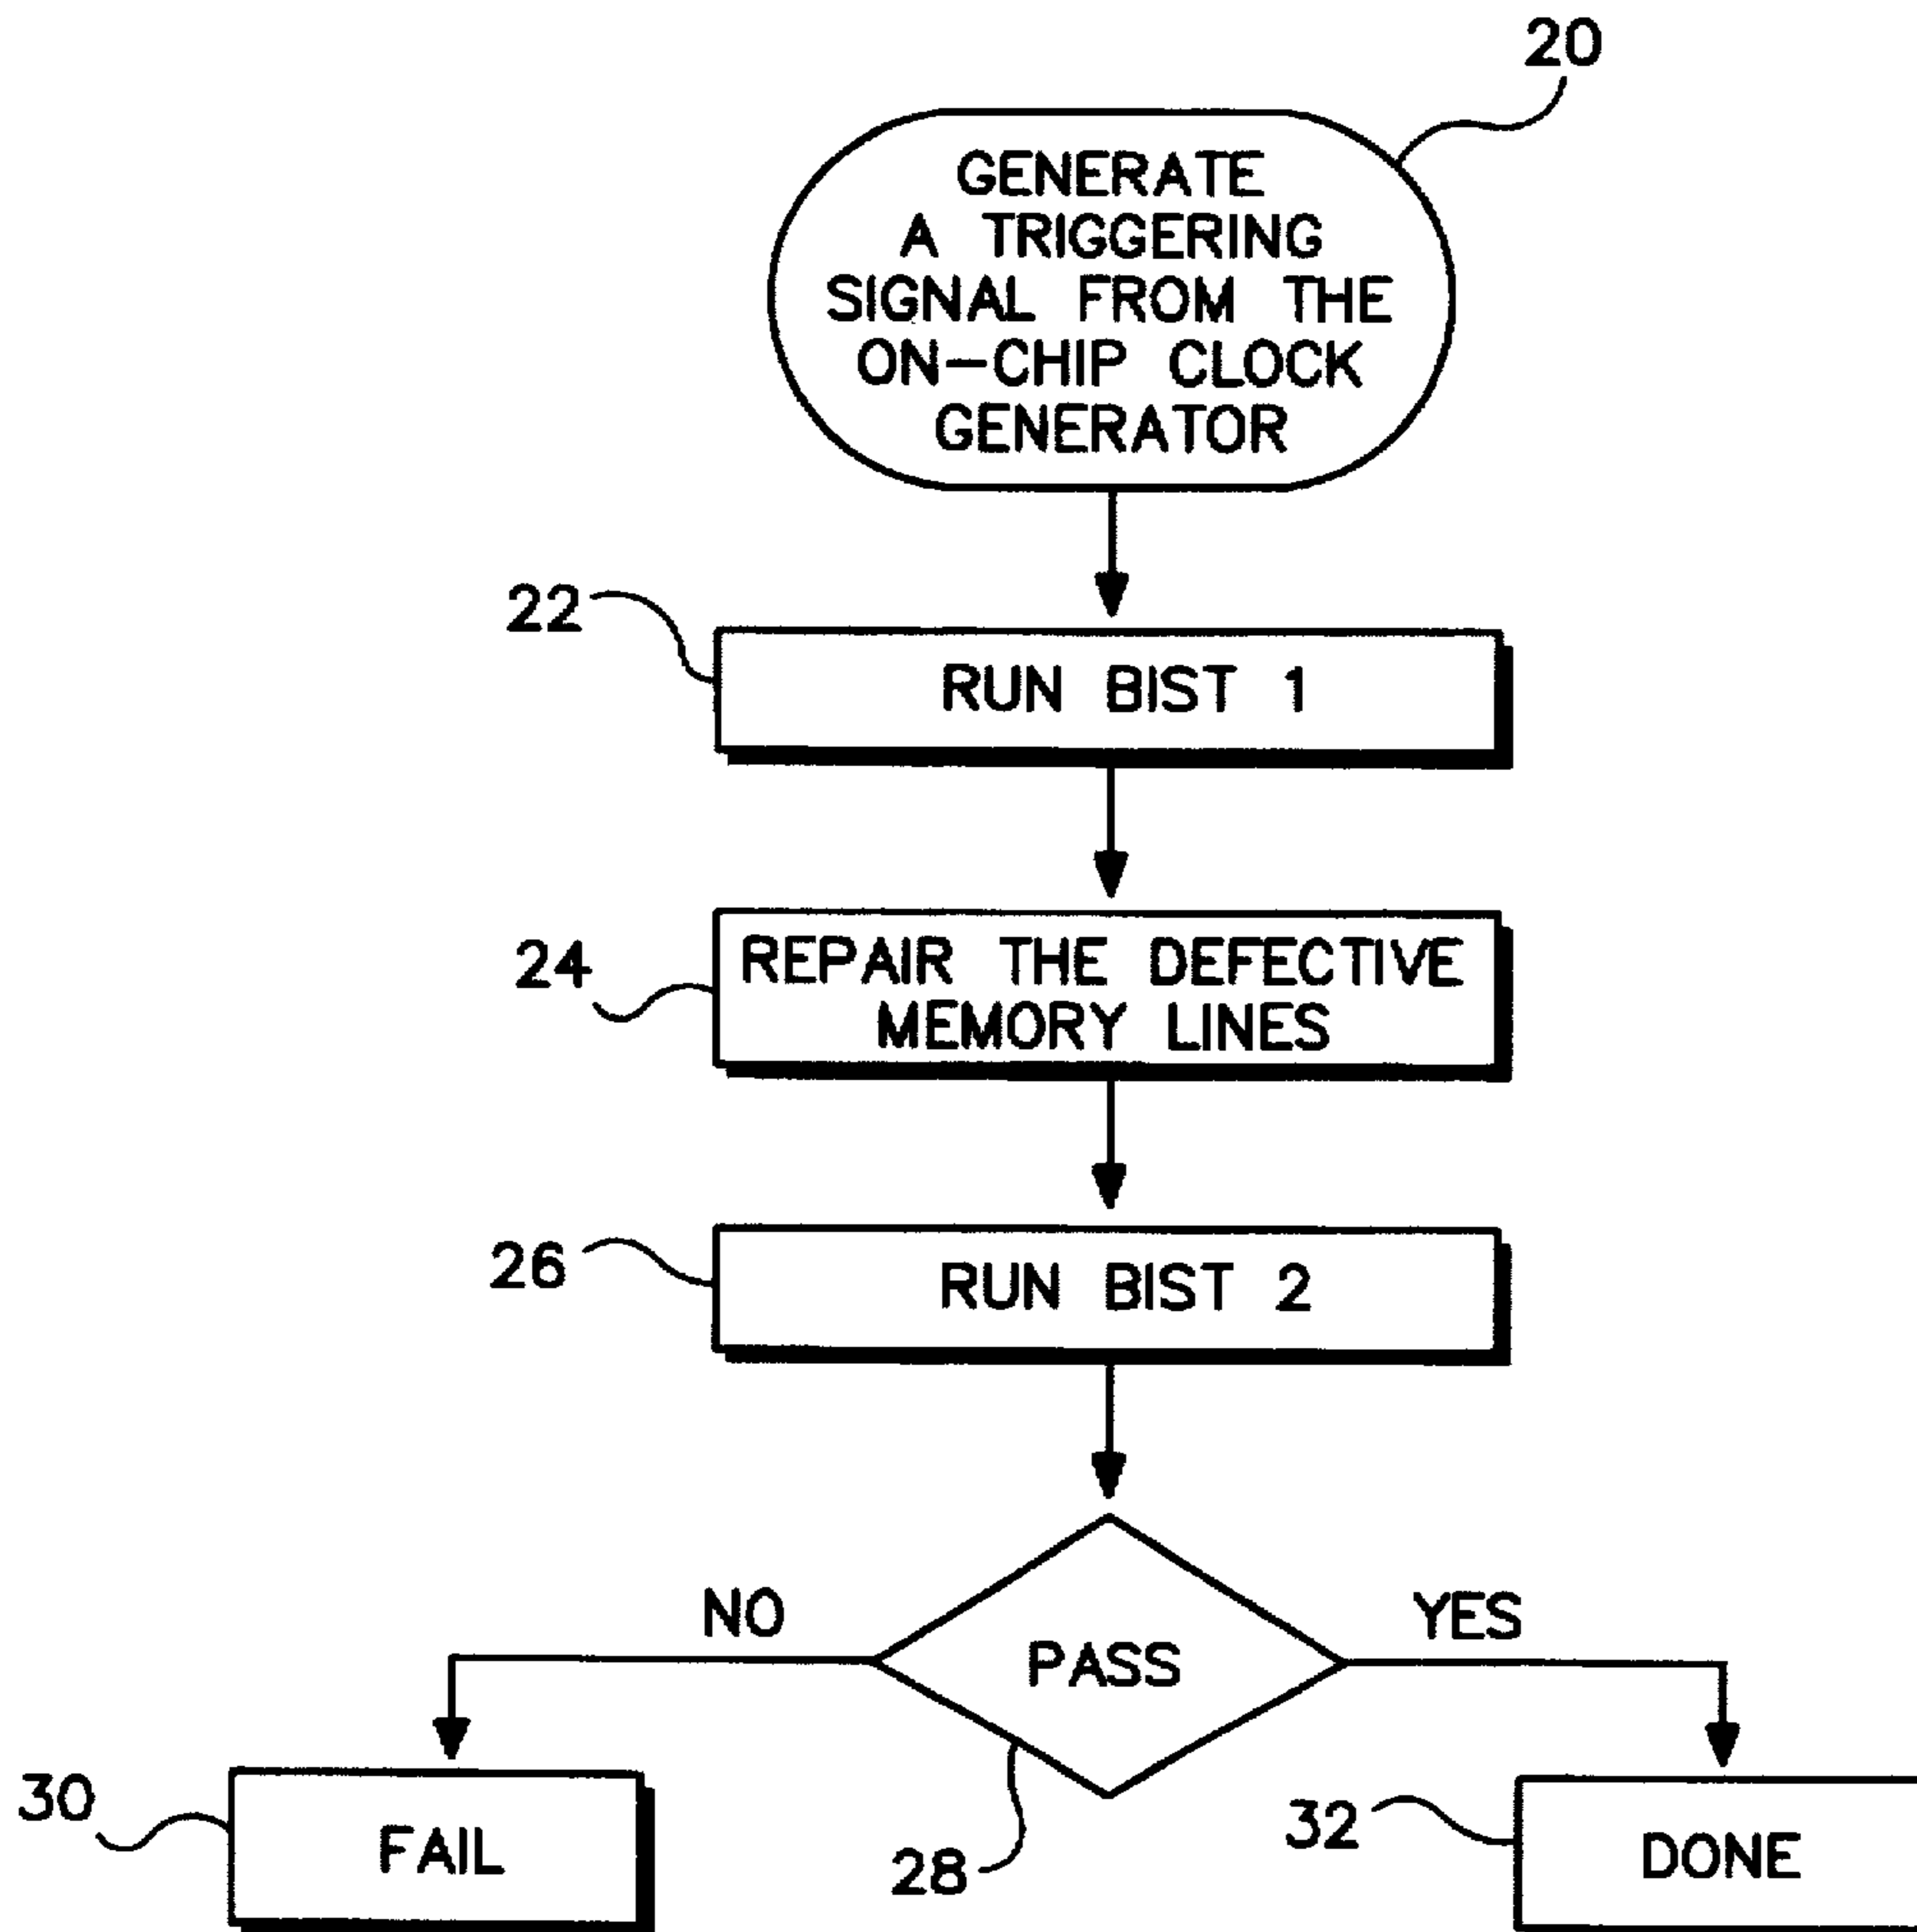 20
GENERATE
A TRIGGERING
SIGNAL FROM THE
ON-CHIP CLOCK
GENERATOR
22
RUN BIST 1
24
REPAIR THE DEFECTIVE
MEMORY LINES
26
RUN BIST 2
NO
PASS
YES
30
FAIL
28
32
DONE